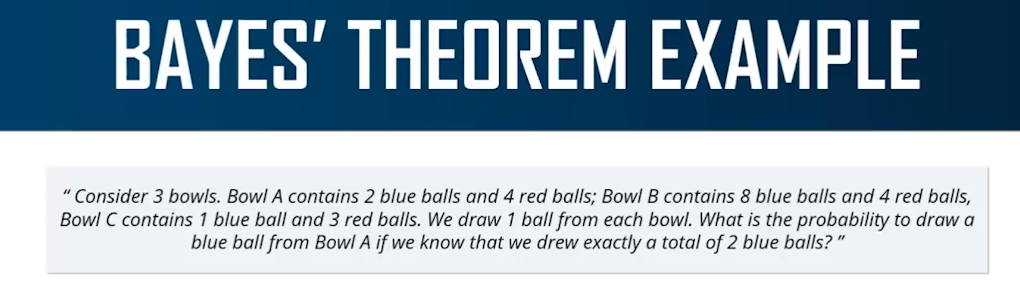 BAYES’ THEOREM EXAMPLE
“ Consider 3 bowls. Bowl A contains 2 blue balls and 4 red balls; Bowl B contains 8 blue balls and 4 red balls,
Bowl C contains 1 blue ball and 3 red balls. We draw 1 ball from each bowl. What is the probability to draw a
blue ball from Bowl A if we know that we drew exactly a total of 2 blue balls? ”